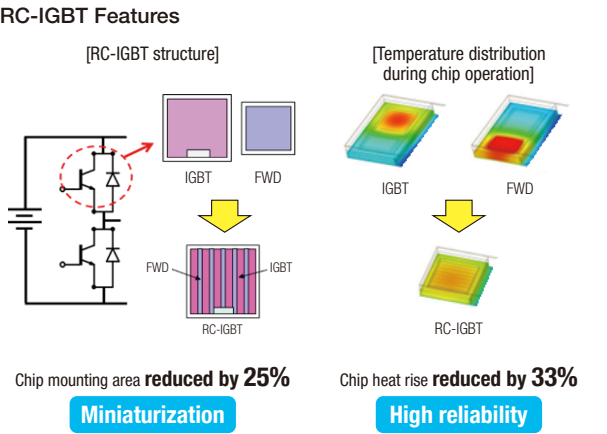 RC-IGBT Features
[RC-IGBT structure]
IGBT
FWD
FWD
IGBT
RC-IGBT
Chip mounting area reduced by 25%
Miniaturization
[Temperature distribution
during chip operation]
IGBT
FWD
RC-IGBT
Chip heat rise reduced by 33%
High reliability